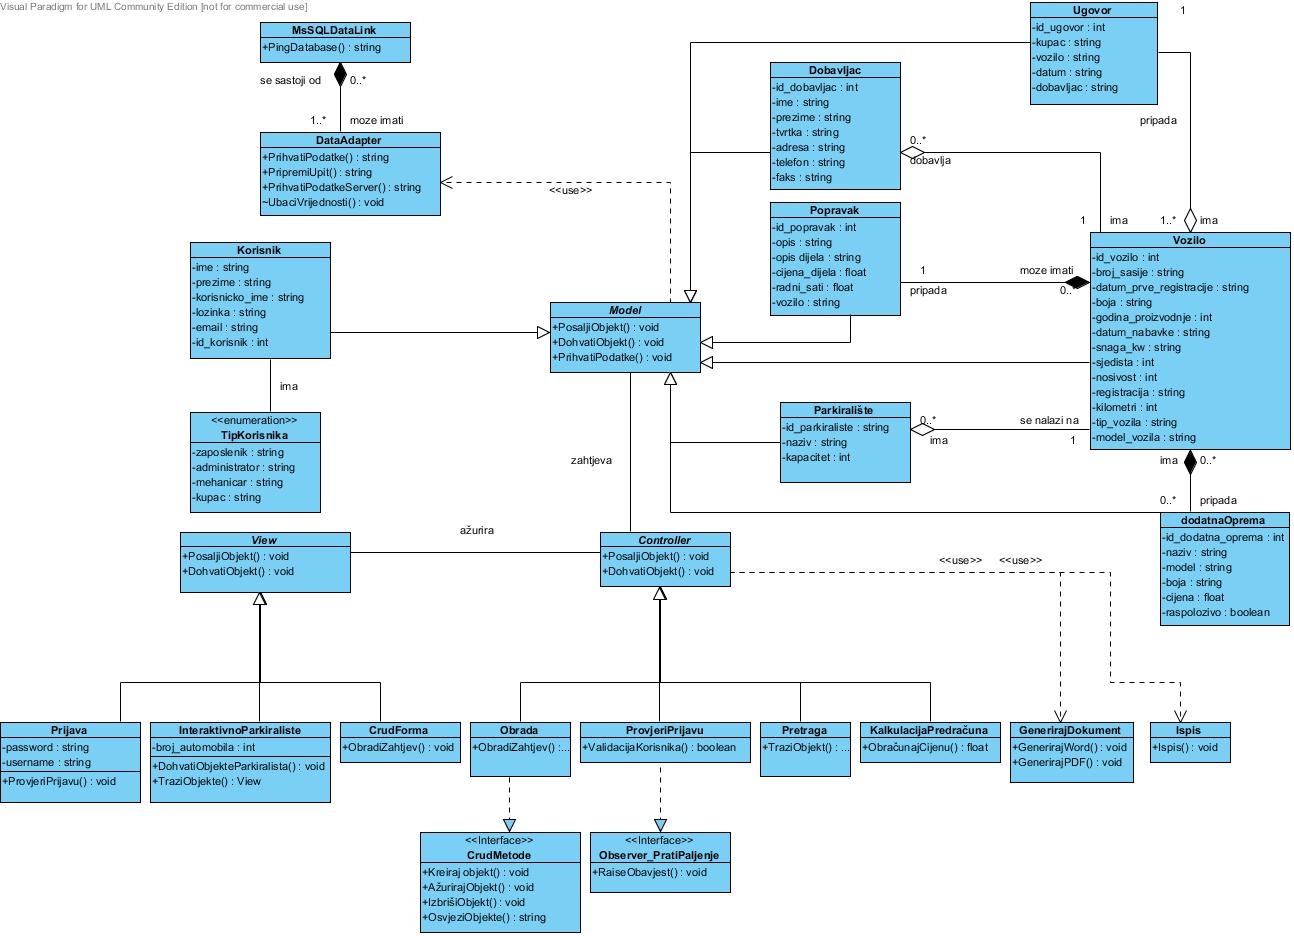 Visual Paradigm for UML Community Edition [not for commercial use]
MsSQLDataLink
+PingDatabase() : string
se sastoji od
0..*
1..*
moze imati
DataAdapter
+PrihvatiPodatke() : string
+PripremiUpit() : string
+PrihvatiPodatkeServer() : string
~UbaciVrijednosti() : void
<<use>>
Ugovor
-id_ugovor : int
-kupac : string
-vozilo : string
-datum : string
-dobavljac : string
1
pripada
1..*
ima
Dobavljac
-id_dobavljac : int
-ime : string
-prezime : string
-tvrtka : string
-adresa : string
-telefon : string
-faks : string
0..*
dobavlja
1
ima
Popravak
-id_popravak : int
-opis : string
-opis dijela : string
-cijena_dijela : float
-radni_sati : float
-vozilo : string
1
pripada
moze imati
0..*
Vozilo
-id_vozilo : int
-broj_sasije : string
-datum_prve_registracije : string
-boja : string
-godina_proizvodnje : int
-datum_nabavke : string
-snaga_kw : string
-sjedista : int
-nosivost : int
-registracija : string
-kilometri : int
-tip_vozila : string
-model_vozila : string
Korisnik
-ime : string
-prezime : string
-korisnicko_ime : string
-lozinka : string
-email : string
-id_korisnik : int
ima
<<enumeration>>
TipKorisnika
-zaposlenik : string
-administrator : string
-mehanicar : string
-kupac : string
Model
+PosaljiObjekt() : void
+DohvatiObjekt() : void
+PrihvatiPodatke() : void
Parkiralište
-id_parkiraliste : string
-naziv : string
-kapacitet : int
0..*
ima
se nalazi na
1
zahtjeva
ima
0..*
0..*
pripada
dodatnaOprema
-id_dodatna_oprema : int
-naziv : string
-model : string
-boja : string
-cijena : float
-raspolozivo : boolean
View
+PosaljiObjekt() : void
+DohvatiObjekt() : void
ažurira
Controller
+PosaljiObjekt() : void
+DohvatiObjekt() : void
<<use>>
<<use>>
Prijava
-password : string
-username : string
+ProvjeriPrijavu() : void
InteraktivnoParkiraliste
-broj_automobila : int
+DohvatiObjekteParkiralista() : void
+TraziObjekte() : View
CrudForma
+ObradiZahtjev() : void
Obrada
+ObradiZahtjev() :...
ProvjeriPrijavu
+ValidacijaKorisnika() : boolean
Pretraga
+TraziObjekt() : ...
KalkulacijaPredračuna
+ObračunajCijenu() : float
GenerirajDokument
+GenerirajWord() : void
+GenerirajPDF() : void
Ispis
+Ispis() : void
<<Interface>>
CrudMetode
+Kreiraj objekt() : void
+AžurirajObjekt() : void
+IzbrišiObjekt() : void
+OsvjeziObjekte() : string
<<Interface>>
Observer_PratiPaljenje
+RaiseObavjest() : void